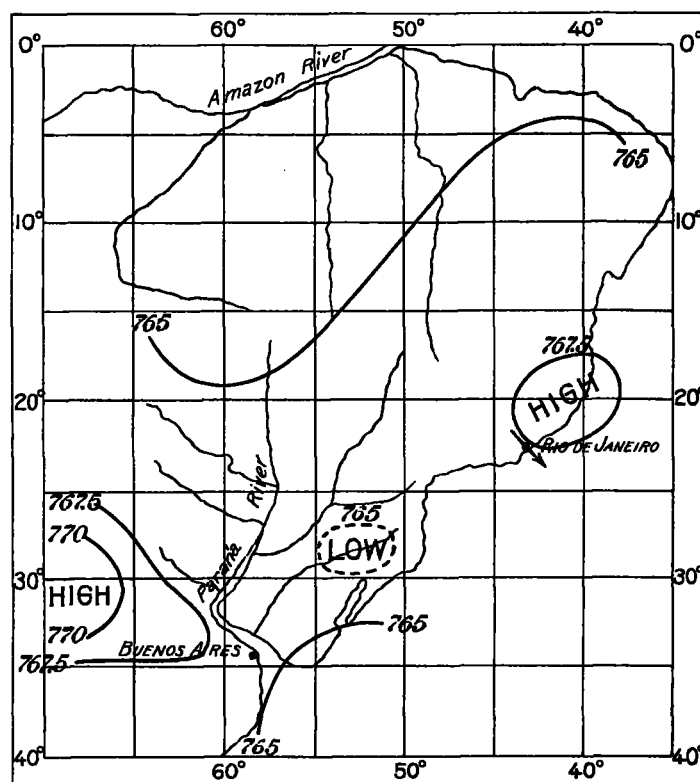 60° 50° 40°
0° 0°
Amazon River
765
10° 10°
765
767.5
HIGH
20° 20°
RIO DE JANEIRO
River
767.5
765
770
LOW
Paraña
30° 30°
HIGH
770
765
BUENOS AIRES
767.5
765
40° 40°
60° 50° 40°